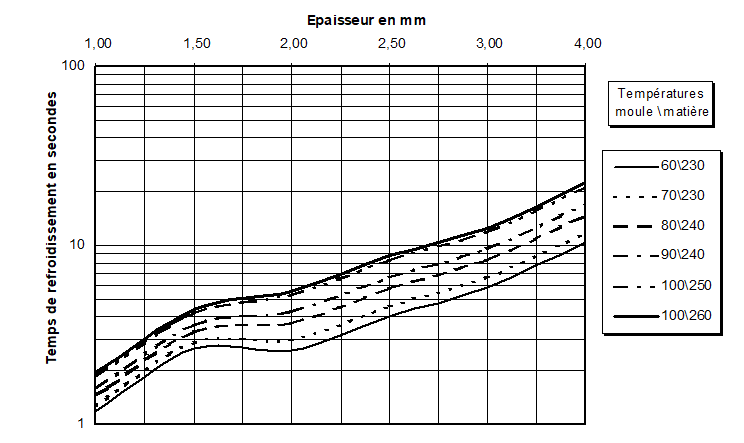 Epaisseur en mm
1,00 1,50 2,00 2,50 3,00 4,00
Temps de refroidissement en secondes
100
10
1
Températures
moule \ matière
60\230
70\230
80\240
90\240
100\250
100\260